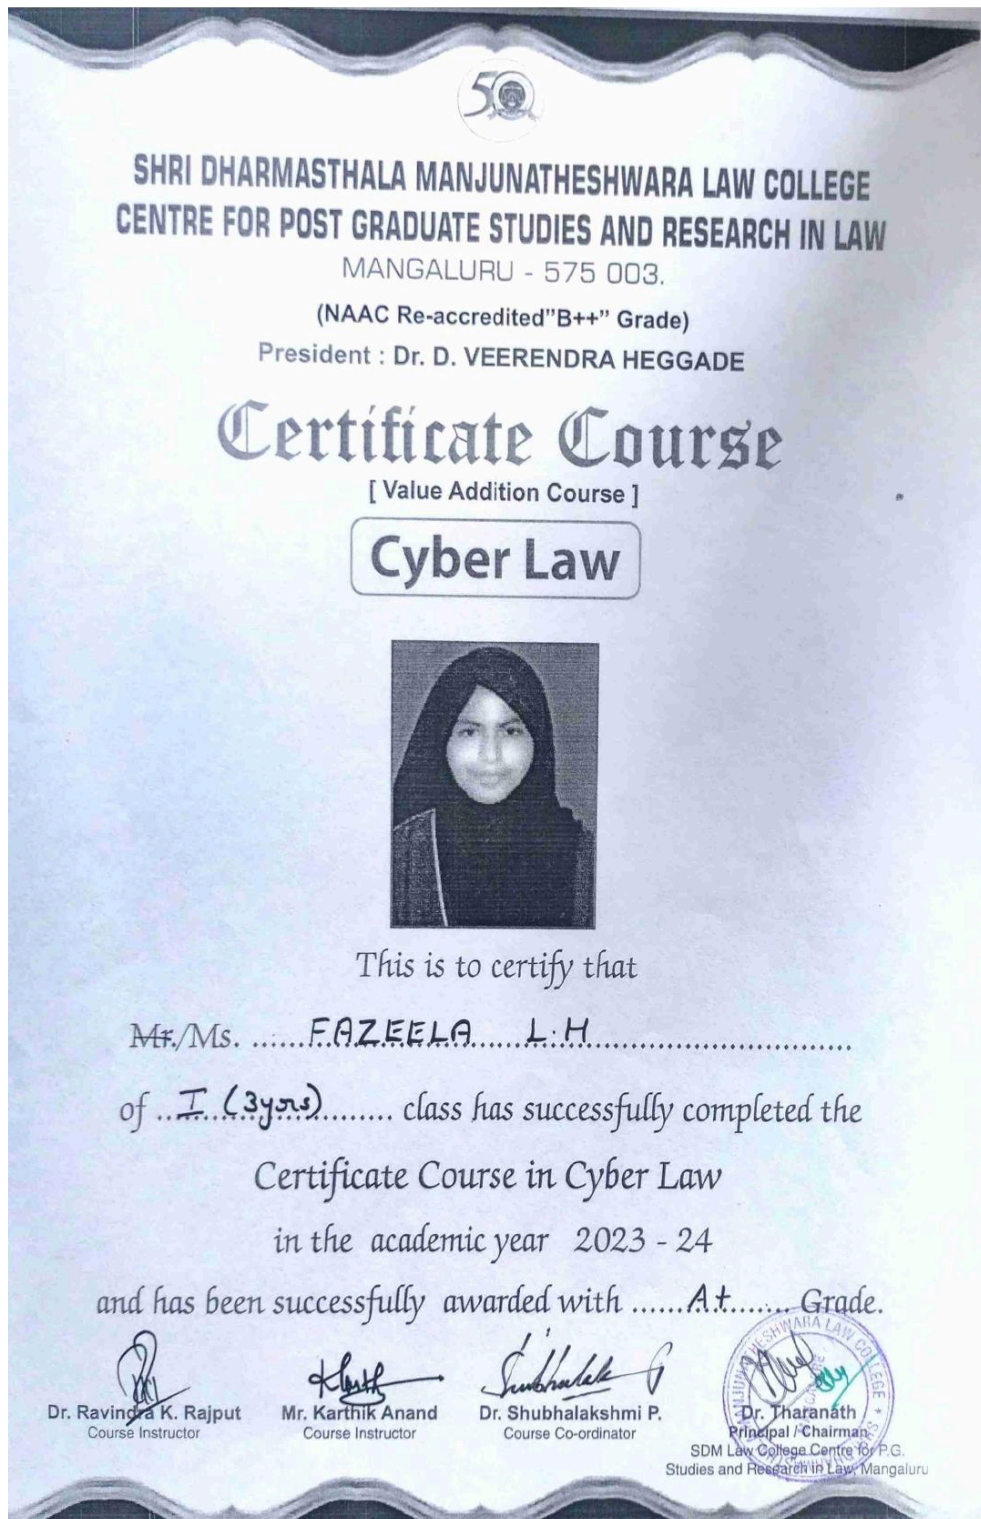 50
SHRI DHARMASTHALA MANJUNATHESHWARA LAW COLLEGE
CENTRE FOR POST GRADUATE STUDIES AND RESEARCH IN LAW
MANGALURU - 575 003.
(NAAC Re-accredited"B++" Grade)
President : Dr. D. VEERENDRA HEGGADE
Certificate Course
[ Value Addition Course ]
Cyber Law
This is to certify that
Mr./Ms. ......FAZEELA......L.H..............................
of ...I (3yrs)......... class has successfully completed the
Certificate Course in Cyber Law
in the academic year 2023 - 24
and has been successfully awarded with ......A+....... Grade.
Dr. Ravindra K. Rajput
Course Instructor
Mr. Karthik Anand
Course Instructor
Dr. Shubhalakshmi P.
Course Co-ordinator
Dr. Tharanath
Principal / Chairman
SDM Law College Centre for P.G.
Studies and Research in Law, Mangaluru